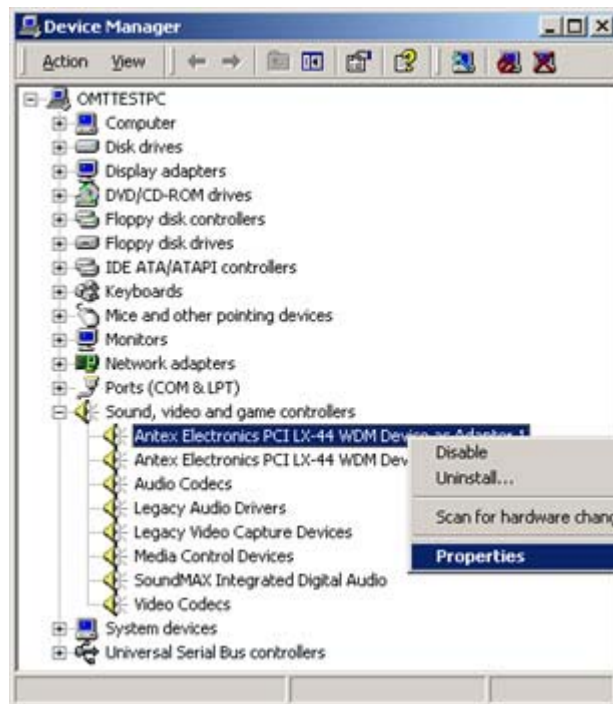 Device Manager
Action View
OMTTESTPC
Computer
Disk drives
Display adapters
DVD/CD-ROM drives
Floppy disk controllers
Floppy disk drives
IDE ATA/ATAPI controllers
Keyboards
Mice and other pointing devices
Monitors
Network adapters
Ports (COM & LPT)
Sound, video and game controllers
Antex Electronics PCI LX-44 WDM Device as Adapter 1
Antex Electronics PCI LX-44 WDM Dev
Audio Codecs
Legacy Audio Drivers
Legacy Video Capture Devices
Media Control Devices
SoundMAX Integrated Digital Audio
Video Codecs
System devices
Universal Serial Bus controllers
Disable
Uninstall...
Scan for hardware chang
Properties